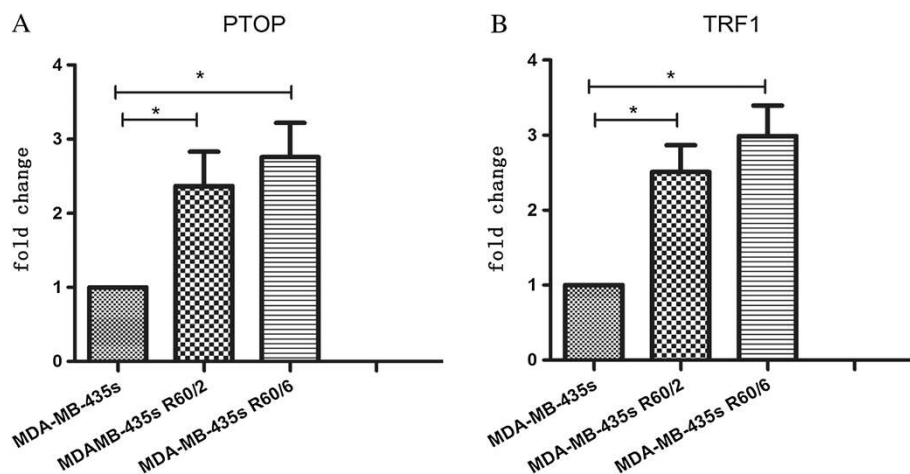 A
PTOP
fold change
4
3
2
1
0
*
*
MDA-MB-435s
MDAMB-435s R60/2
MDA-MB-435s R60/6
B
TRF1
fold change
4
3
2
1
0
*
*
MDA-MB-435s
MDA-MB-435s R60/2
MDA-MB-435s R60/6